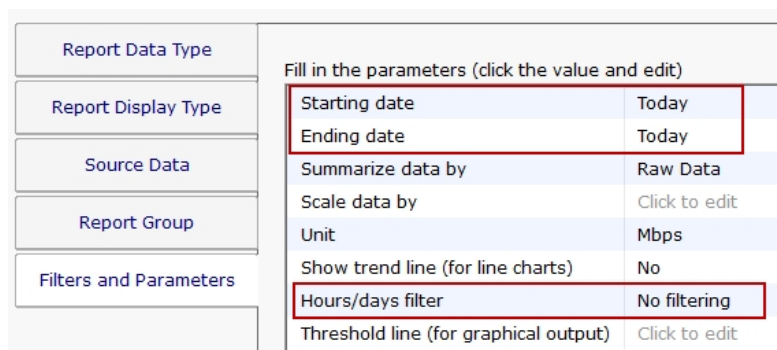 Report Data Type
Report Display Type
Source Data
Report Group
Filters and Parameters
Fill in the parameters (click the value and edit)
Starting date Today
Ending date Today
Summarize data by Raw Data
Scale data by Click to edit
Unit Mbps
Show trend line (for line charts) No
Hours/days filter No filtering
Threshold line (for graphical output) Click to edit